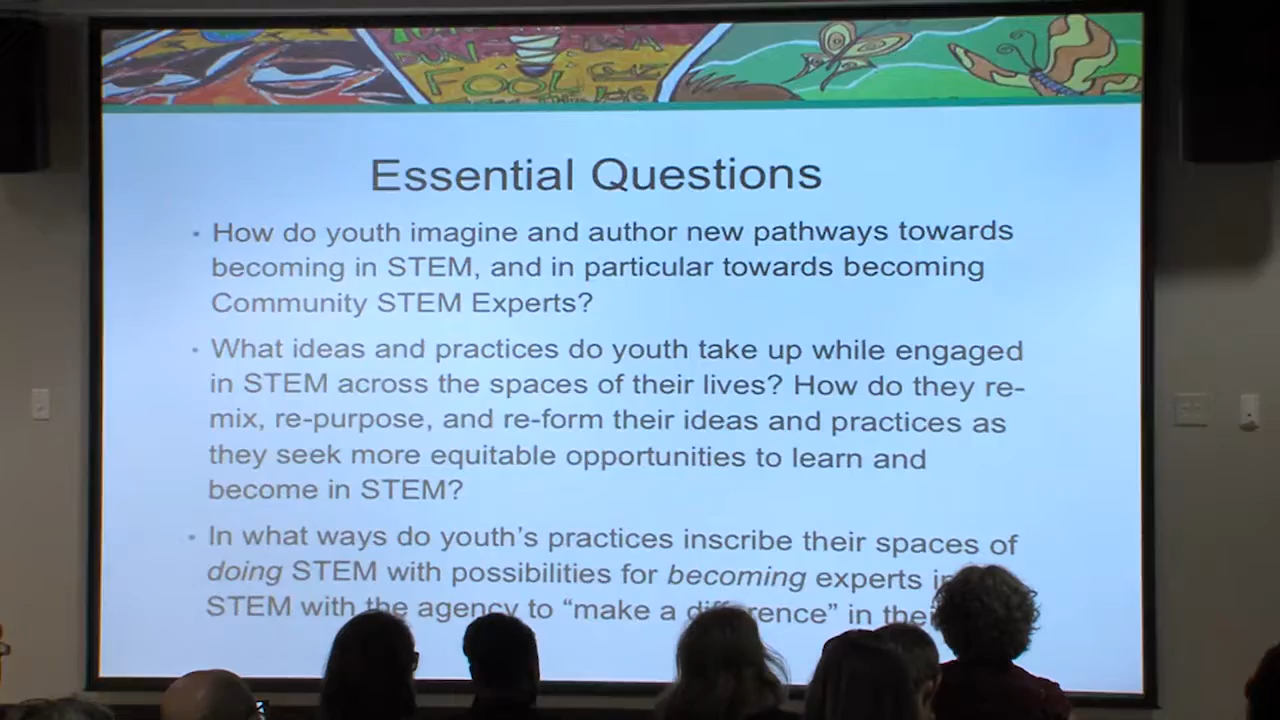 FOOL
Essential Questions
• How do youth imagine and author new pathways towards
becoming in STEM, and in particular towards becoming
Community STEM Experts?
• What ideas and practices do youth take up while engaged
in STEM across the spaces of their lives? How do they re-
mix, re-purpose, and re-form their ideas and practices as
they seek more equitable opportunities to learn and
become in STEM?
• In what ways do youth’s practices inscribe their spaces of
doing STEM with possibilities for becoming experts in
STEM with the agency to “make a difference” in